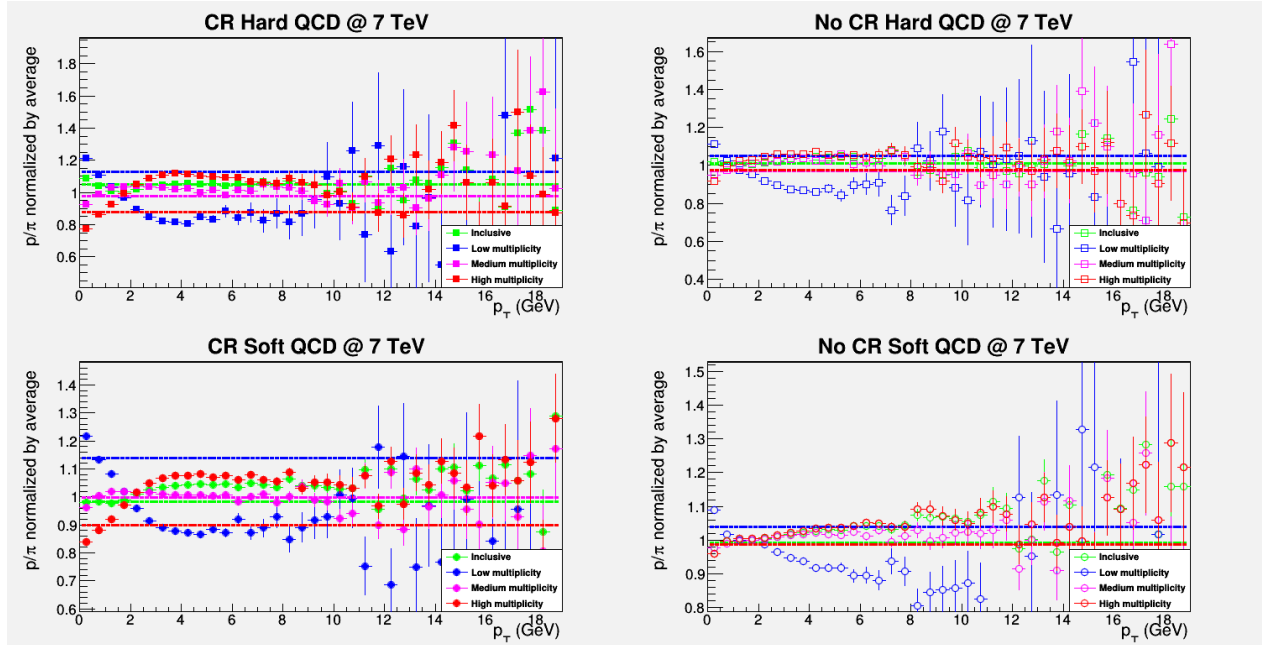 CR Hard QCD @ 7 TeV
p/π normalized by average
1.8
1.6
1.4
1.2
1
0.8
0.6
0 2 4 6 8 10 12 14 16 18
p_T (GeV)
Inclusive
Low multiplicity
Medium multiplicity
High multiplicity
No CR Hard QCD @ 7 TeV
p/π normalized by average
1.6
1.4
1.2
1
0.8
0.6
0.4
0 2 4 6 8 10 12 14 16 18
p_T (GeV)
Inclusive
Low multiplicity
Medium multiplicity
High multiplicity
CR Soft QCD @ 7 TeV
p/π normalized by average
1.4
1.3
1.2
1.1
1
0.9
0.8
0.7
0.6
0 2 4 6 8 10 12 14 16 18
p_T (GeV)
Inclusive
Low multiplicity
Medium multiplicity
High multiplicity
No CR Soft QCD @ 7 TeV
p/π normalized by average
1.5
1.4
1.3
1.2
1.1
1
0.9
0.8
0 2 4 6 8 10 12 14 16 18
p_T (GeV)
Inclusive
Low multiplicity
Medium multiplicity
High multiplicity